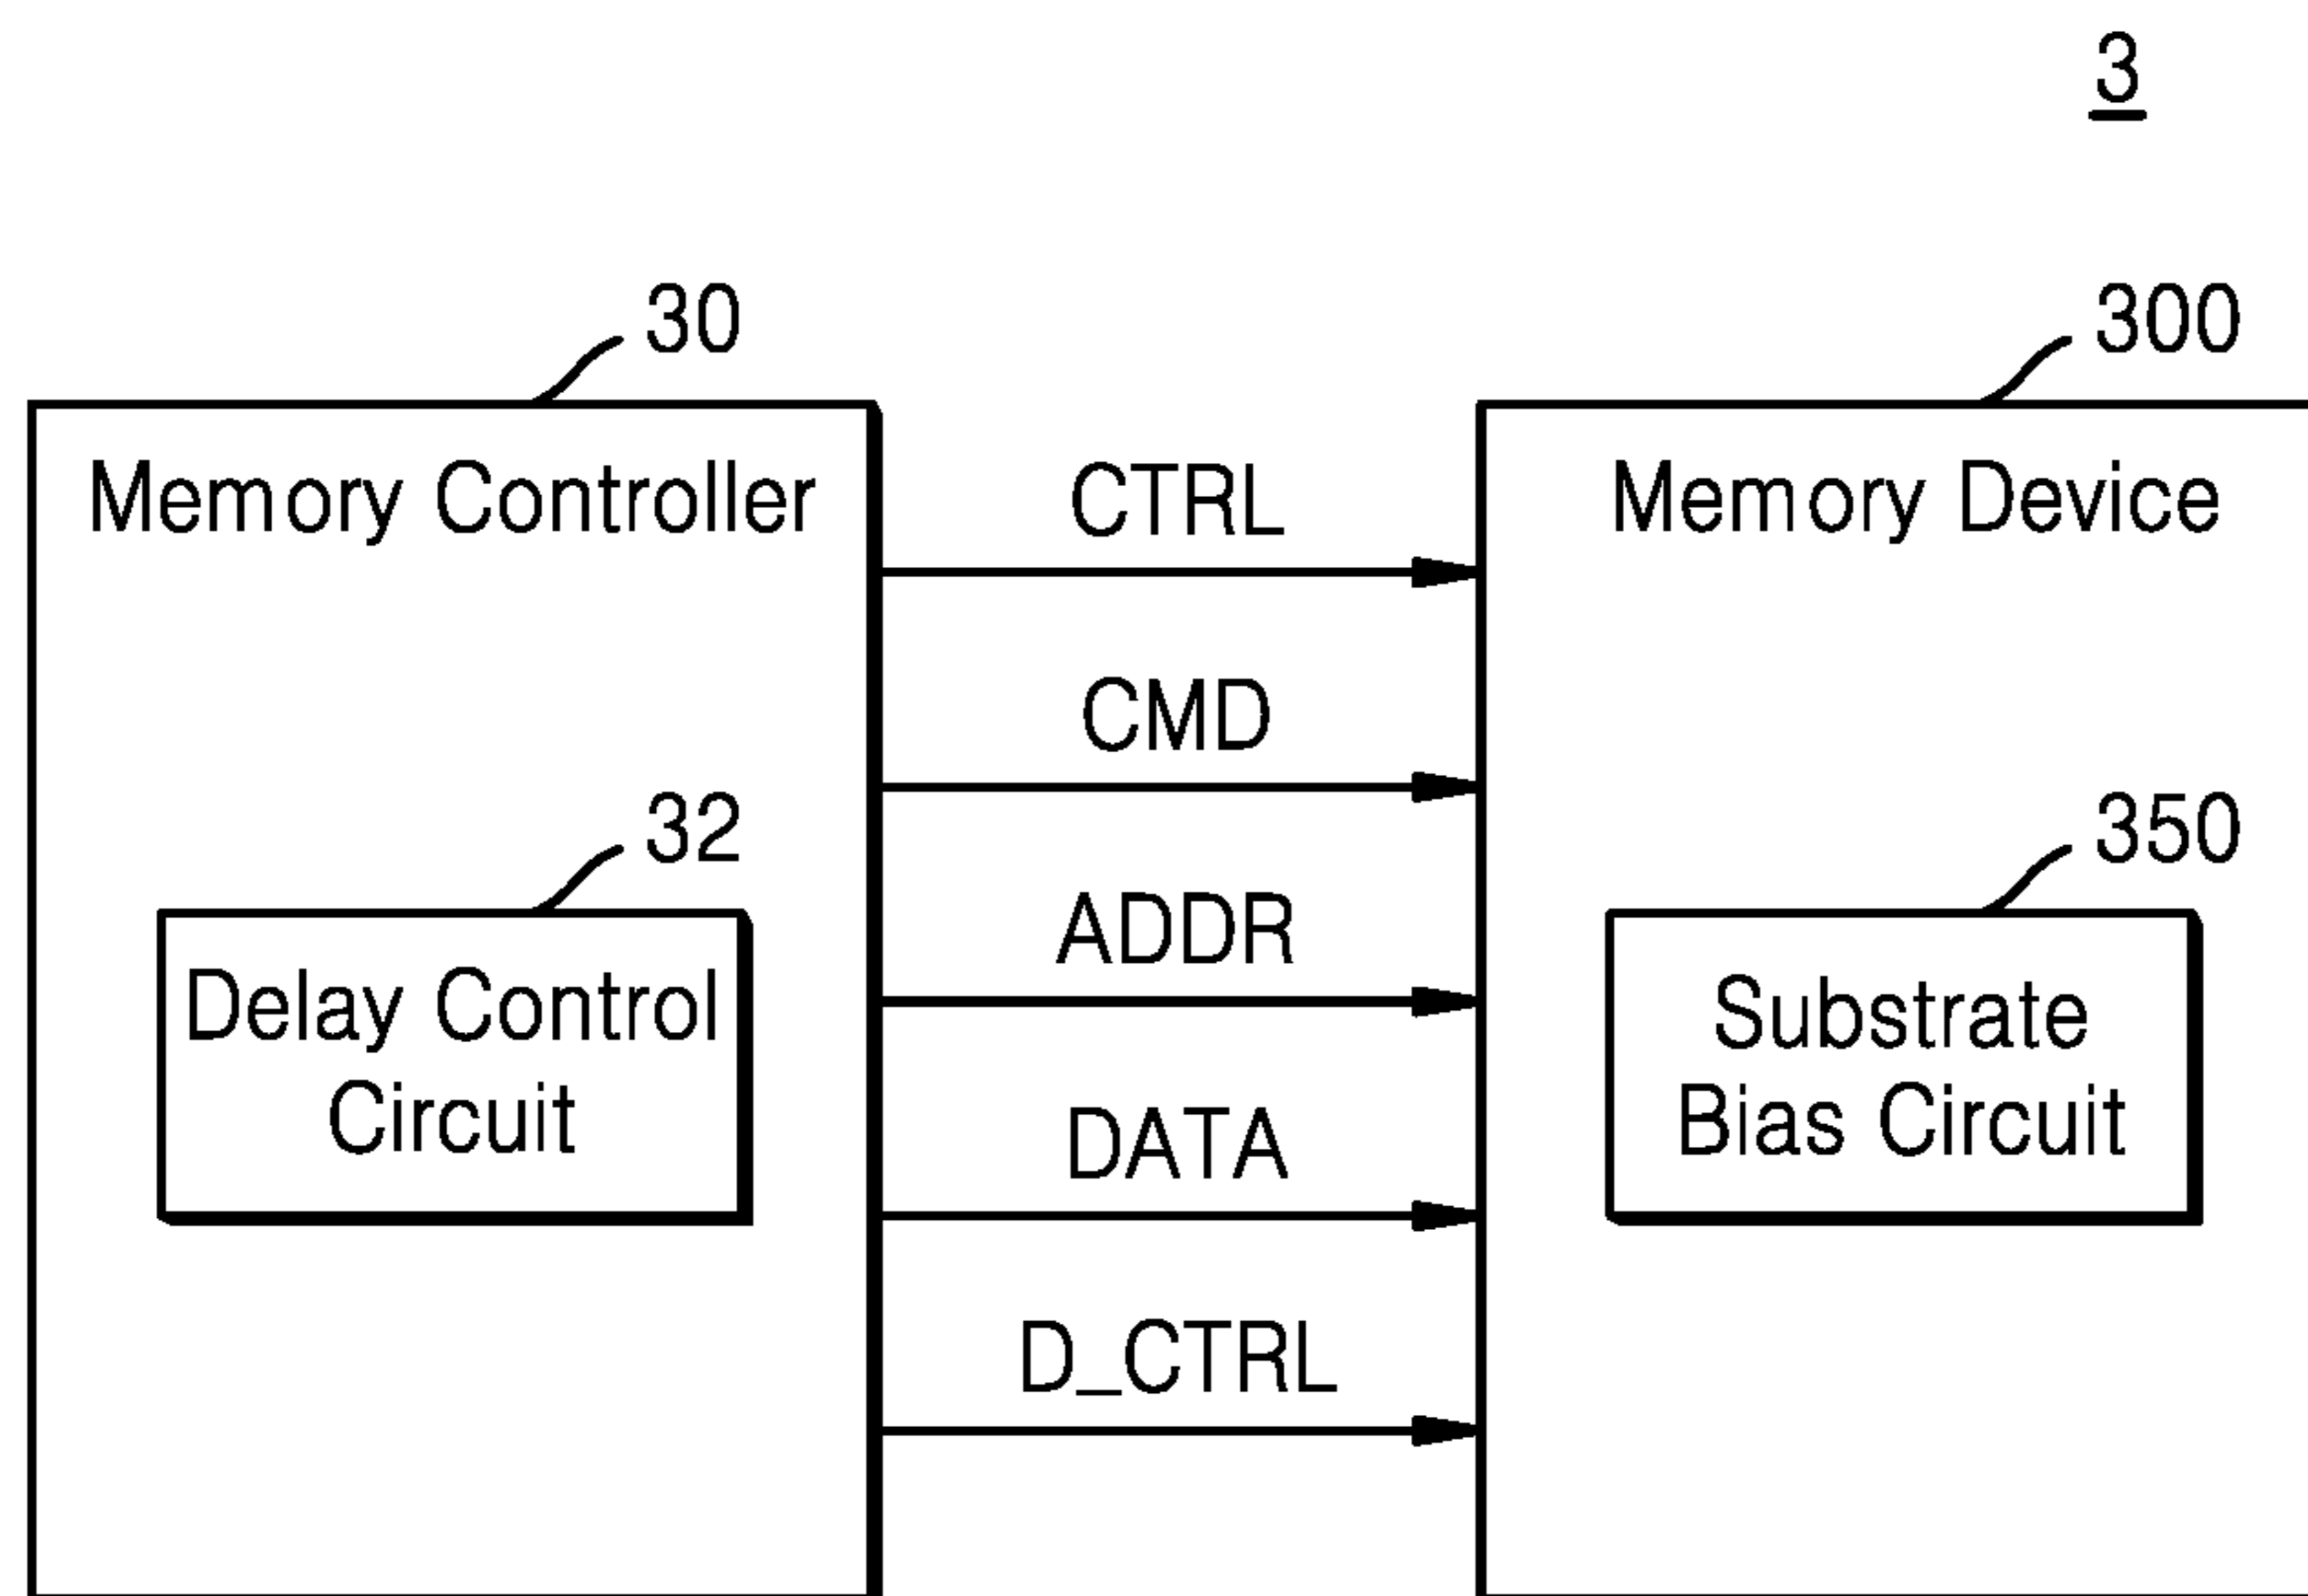 3
30
300
Memory Controller
CTRL
Memory Device
CMD
32
350
ADDR
Delay Control
Circuit
Substrate
Bias Circuit
DATA
D_CTRL